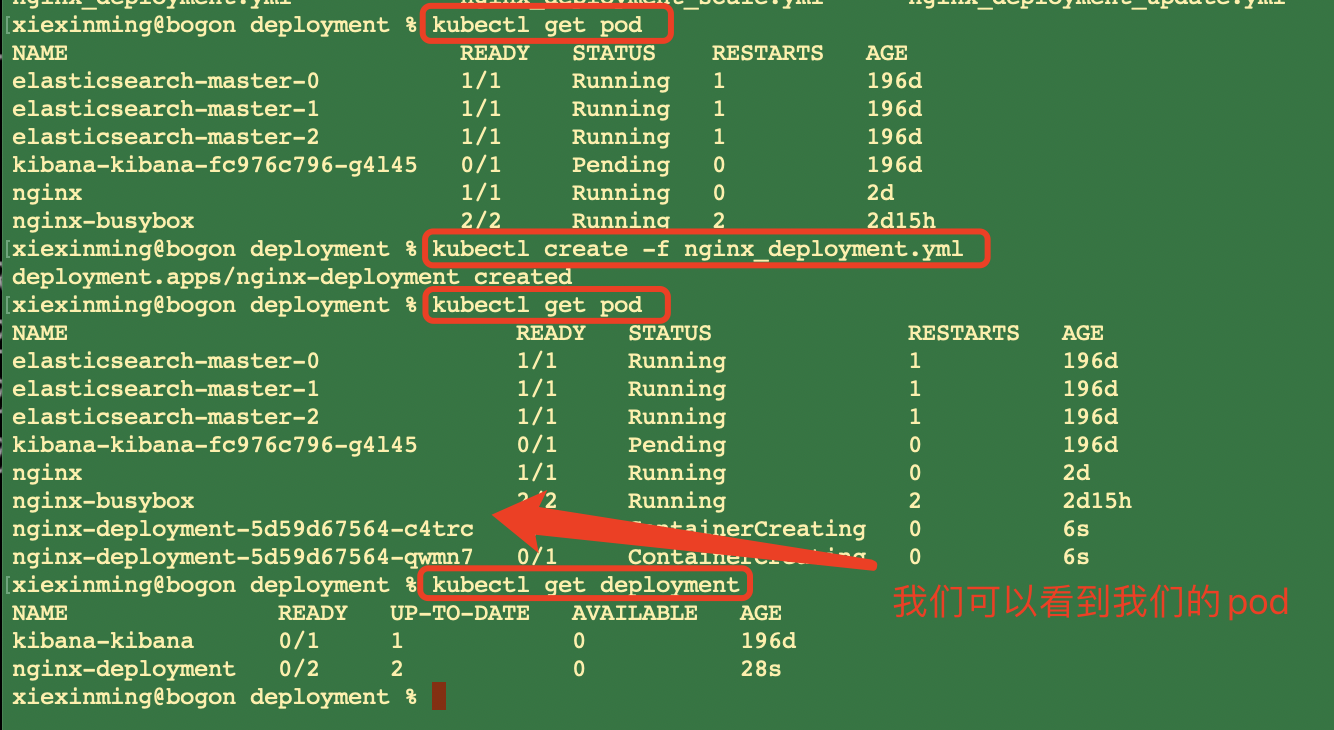 nginx_deployment.yml nginx_deployment_scale.yml nginx_deployment_update.yml
[xiexinming@bogon deployment % kubectl get pod
NAME READY STATUS RESTARTS AGE
elasticsearch-master-0 1/1 Running 1 196d
elasticsearch-master-1 1/1 Running 1 196d
elasticsearch-master-2 1/1 Running 1 196d
kibana-kibana-fc976c796-g4l45 0/1 Pending 0 196d
nginx 1/1 Running 0 2d
nginx-busybox 2/2 Running 2 2d15h
[xiexinming@bogon deployment % kubectl create -f nginx_deployment.yml
deployment.apps/nginx-deployment created
[xiexinming@bogon deployment % kubectl get pod
NAME READY STATUS RESTARTS AGE
elasticsearch-master-0 1/1 Running 1 196d
elasticsearch-master-1 1/1 Running 1 196d
elasticsearch-master-2 1/1 Running 1 196d
kibana-kibana-fc976c796-g4l45 0/1 Pending 0 196d
nginx 1/1 Running 0 2d
nginx-busybox 2/2 Running 2 2d15h
nginx-deployment-5d59d67564-c4trc ContainerCreating 0 6s
nginx-deployment-5d59d67564-qwmn7 0/1 ContainerCreating 0 6s
[xiexinming@bogon deployment % kubectl get deployment
NAME READY UP-TO-DATE AVAILABLE AGE
我们可以看到我们的 pod
kibana-kibana 0/1 1 0 196d
nginx-deployment 0/2 2 0 28s
xiexinming@bogon deployment %